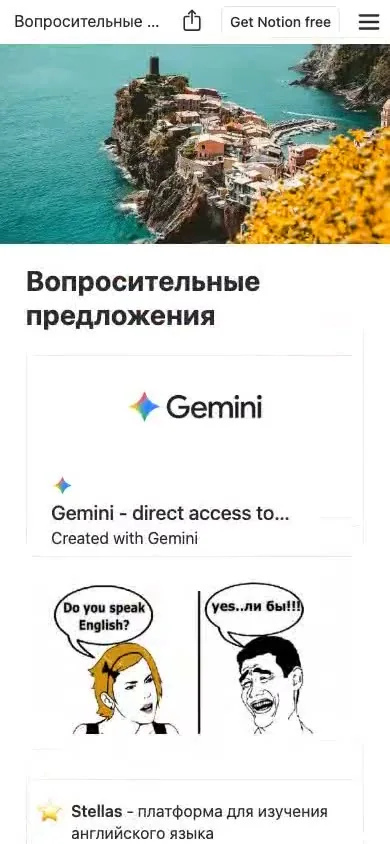 Вопросительные ...
Get Notion free
Вопросительные
предложения
Gemini
Gemini - direct access to...
Created with Gemini
Do you speak
English?
yes..ли бы!!!
Stellas - платформа для изучения
английского языка